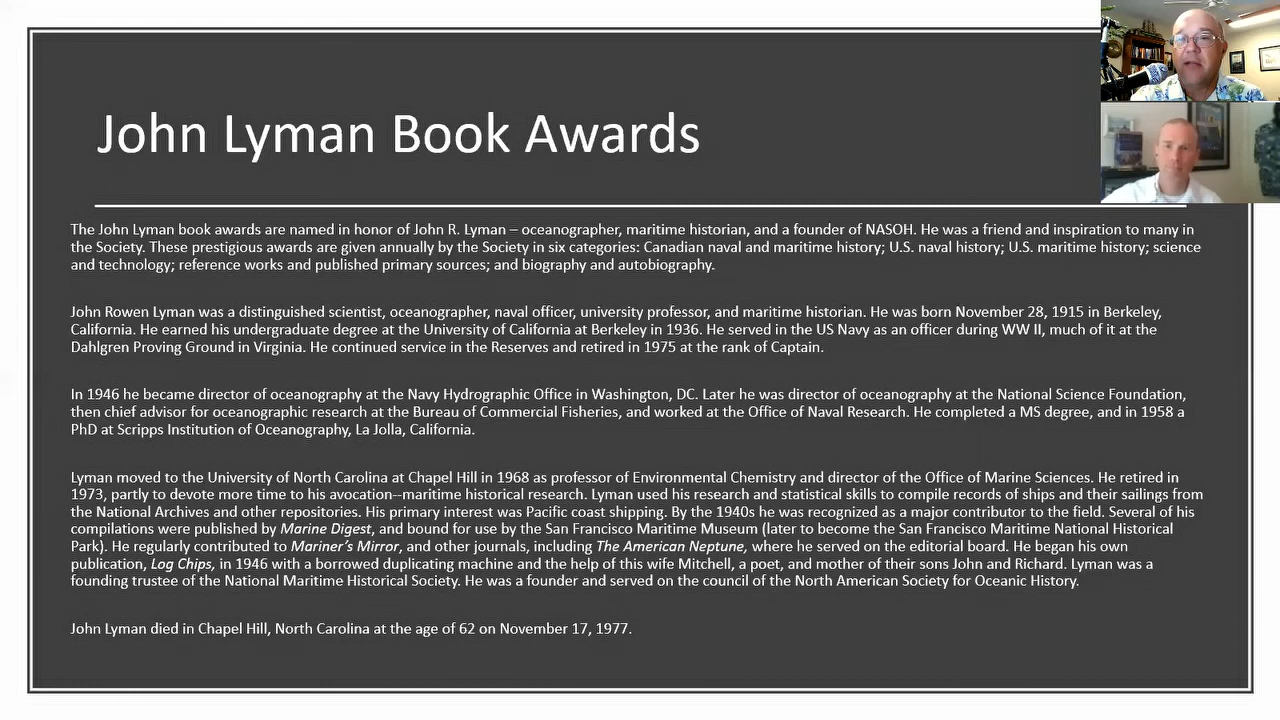 John Lyman Book Awards
The John Lyman book awards are named in honor of John R. Lyman – oceanographer, maritime historian, and a founder of NASOH. He was a friend and inspiration to many in
the Society. These prestigious awards are given annually by the Society in six categories: Canadian naval and maritime history; U.S. naval history; U.S. maritime history; science
and technology; reference works and published primary sources; and biography and autobiography.
John Rowen Lyman was a distinguished scientist, oceanographer, naval officer, university professor, and maritime historian. He was born November 28, 1915 in Berkeley,
California. He earned his undergraduate degree at the University of California at Berkeley in 1936. He served in the US Navy as an officer during WW II, much of it at the
Dahlgren Proving Ground in Virginia. He continued service in the Reserves and retired in 1975 at the rank of Captain.
In 1946 he became director of oceanography at the Navy Hydrographic Office in Washington, DC. Later he was director of oceanography at the National Science Foundation,
then chief advisor for oceanographic research at the Bureau of Commercial Fisheries, and worked at the Office of Naval Research. He completed a MS degree, and in 1958 a
PhD at Scripps Institution of Oceanography, La Jolla, California.
Lyman moved to the University of North Carolina at Chapel Hill in 1968 as professor of Environmental Chemistry and director of the Office of Marine Sciences. He retired in
1973, partly to devote more time to his avocation--maritime historical research. Lyman used his research and statistical skills to compile records of ships and their sailings from
the National Archives and other repositories. His primary interest was Pacific coast shipping. By the 1940s he was recognized as a major contributor to the field. Several of his
compilations were published by Marine Digest, and bound for use by the San Francisco Maritime Museum (later to become the San Francisco Maritime National Historical
Park). He regularly contributed to Mariner's Mirror, and other journals, including The American Neptune, where he served on the editorial board. He began his own
publication, Log Chips, in 1946 with a borrowed duplicating machine and the help of this wife Mitchell, a poet, and mother of their sons John and Richard. Lyman was a
founding trustee of the National Maritime Historical Society. He was a founder and served on the council of the North American Society for Oceanic History.
John Lyman died in Chapel Hill, North Carolina at the age of 62 on November 17, 1977.